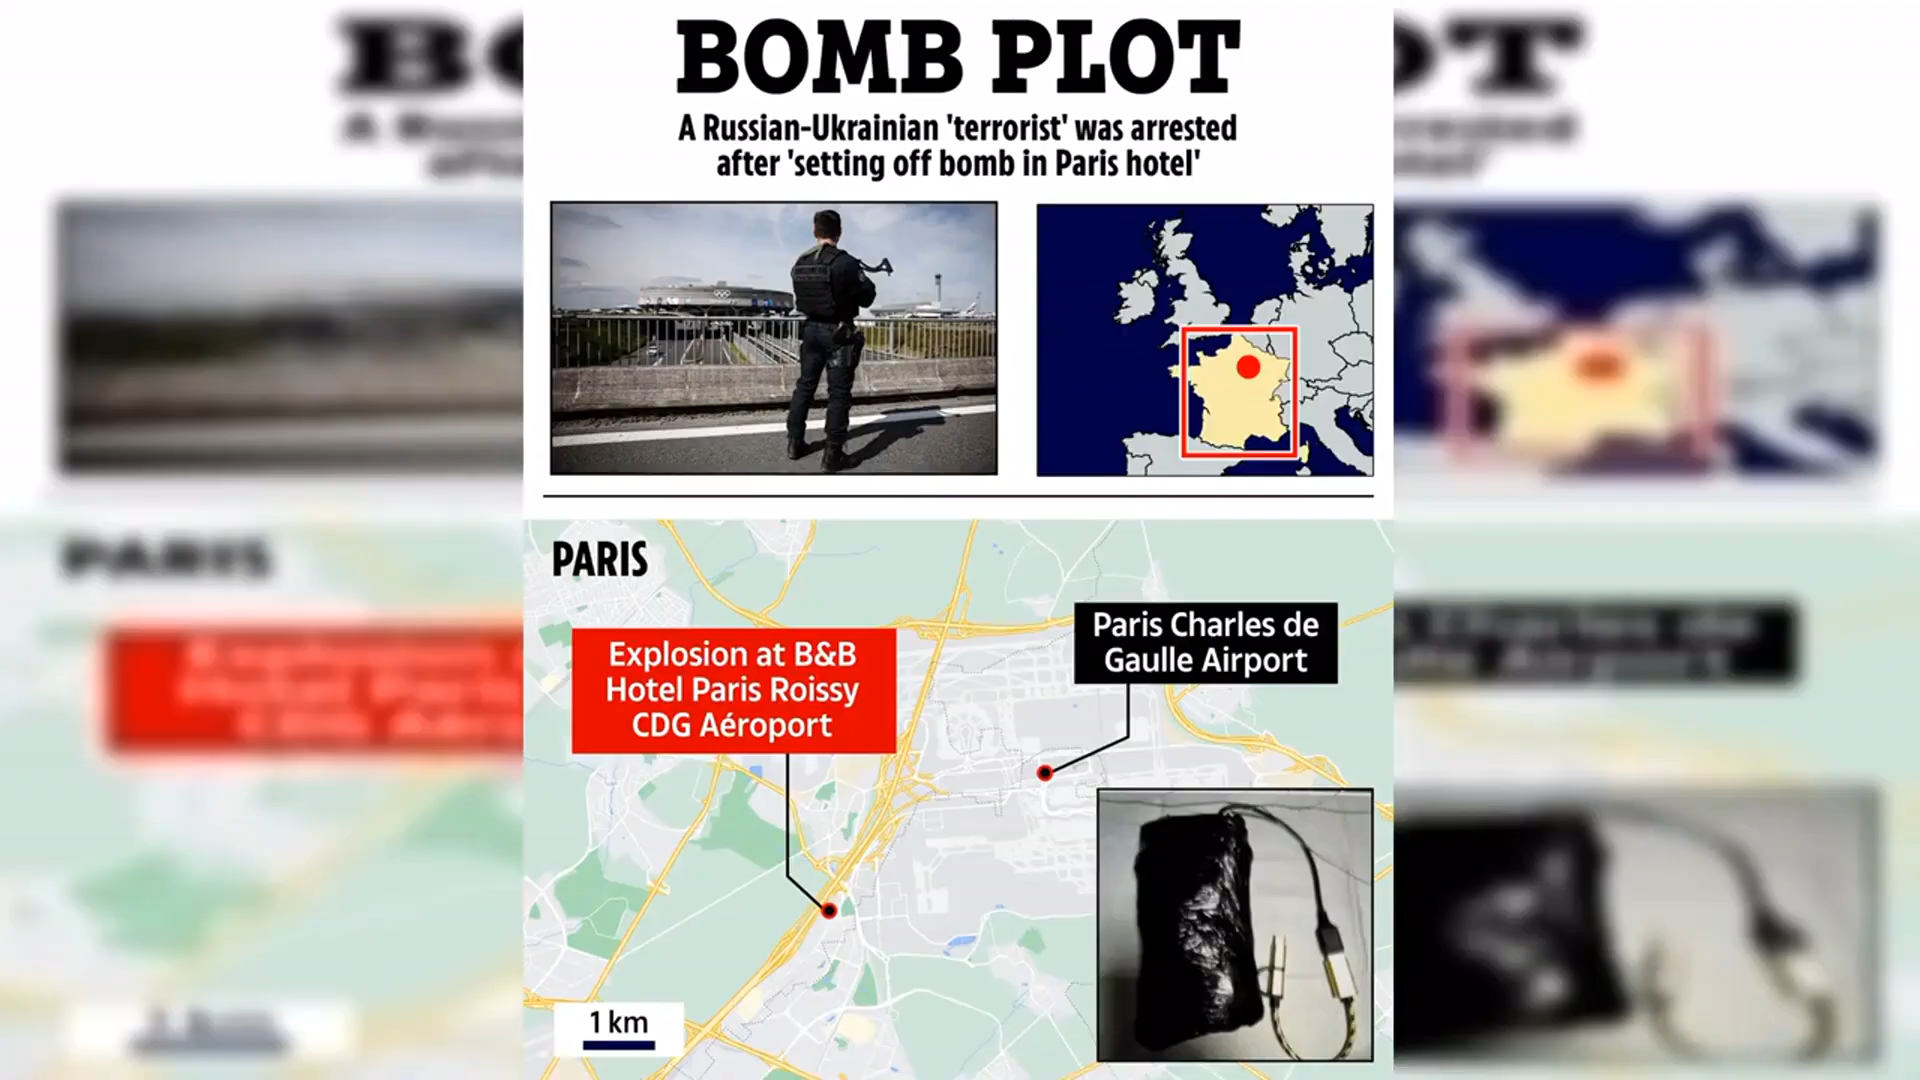 BOMB PLOT
A Russian-Ukrainian 'terrorist' was arrested
after 'setting off bomb in Paris hotel'
PARIS
Explosion at B&B
Hotel Paris Roissy
CDG Aéroport
Paris Charles de
Gaulle Airport
1 km